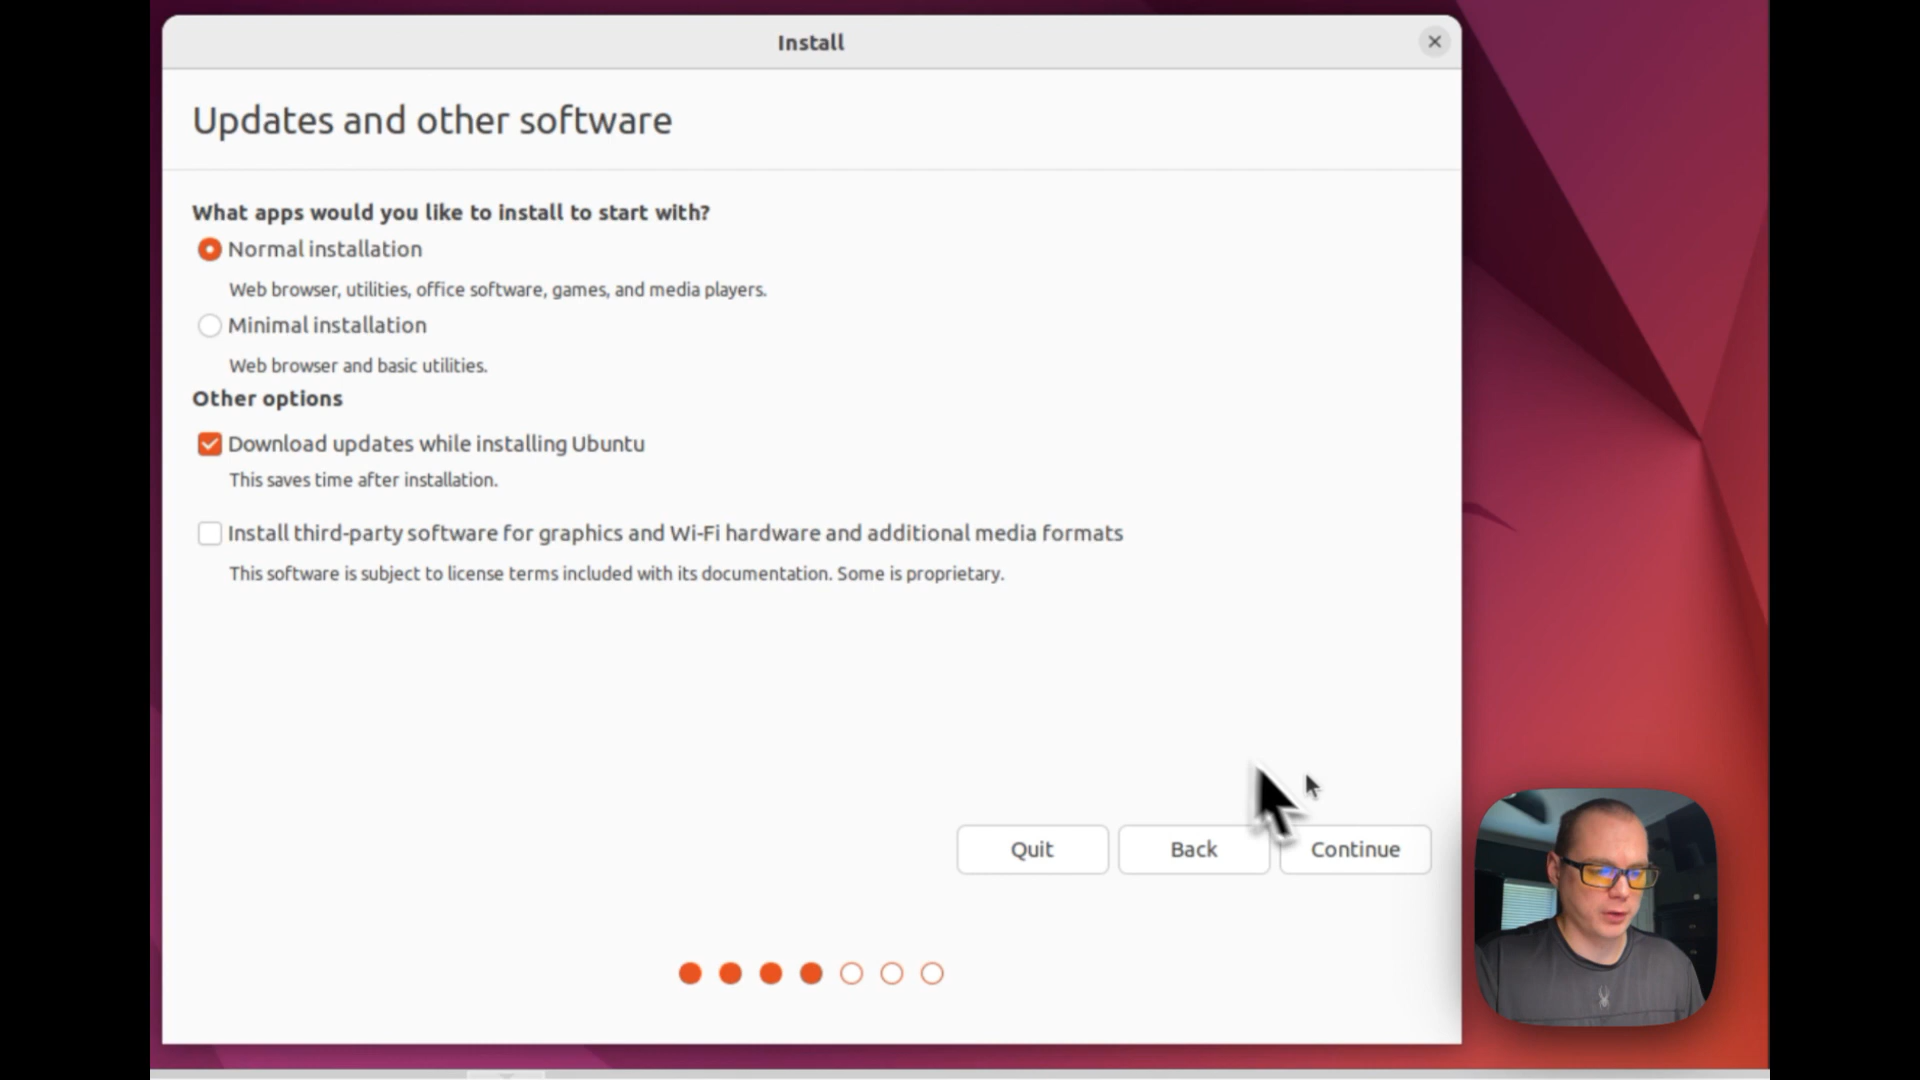 Install
Updates and other software
What apps would you like to install to start with?
Normal installation
Web browser, utilities, office software, games, and media players.
Minimal installation
Web browser and basic utilities.
Other options
Download updates while installing Ubuntu
This saves time after installation.
Install third-party software for graphics and Wi-Fi hardware and additional media formats
This software is subject to license terms included with its documentation. Some is proprietary.
Quit
Back
Continue